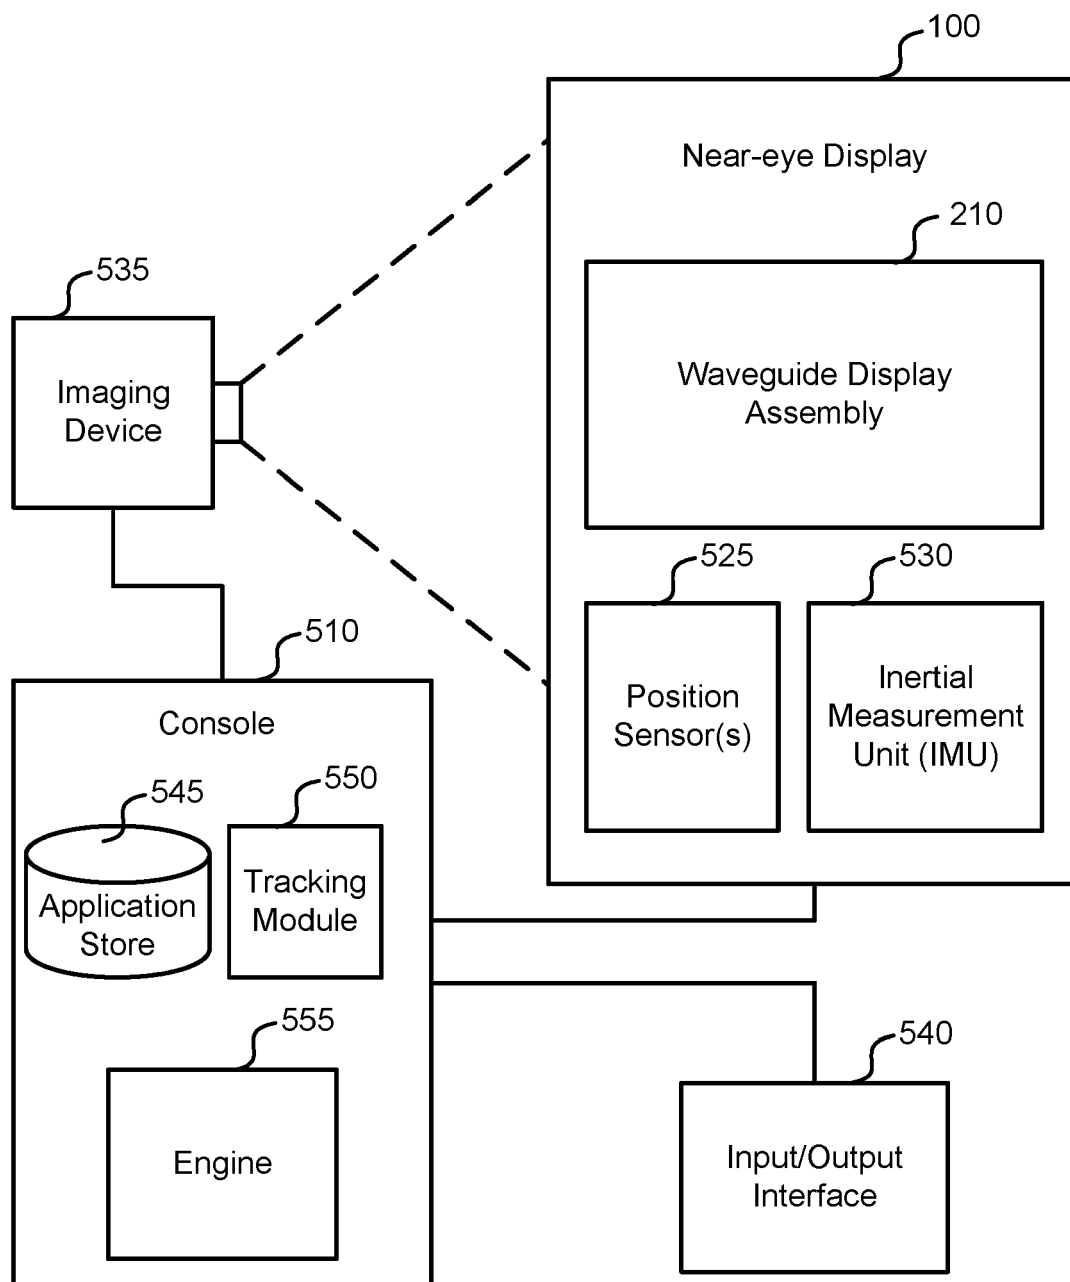 100
Near-eye Display
210
Waveguide Display
Assembly
535
Imaging
Device
525
530
Position
Sensor(s)
Inertial
Measurement
Unit (IMU)
510
Console
545
550
Application
Store
Tracking
Module
555
Engine
540
Input/Output
Interface